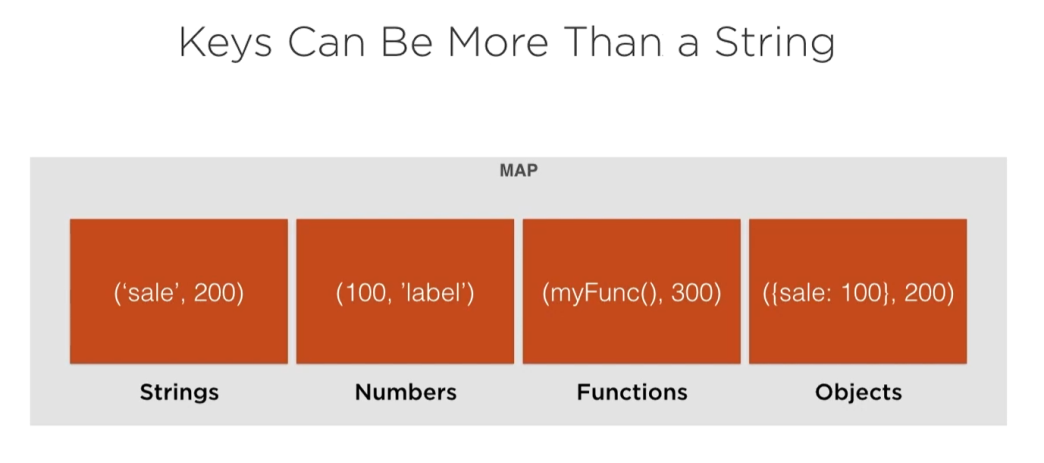 Keys Can Be More Than a String
MAP
(‘sale’, 200)
(100, ’label’)
(myFunc(), 300)
({sale: 100}, 200)
Strings
Numbers
Functions
Objects